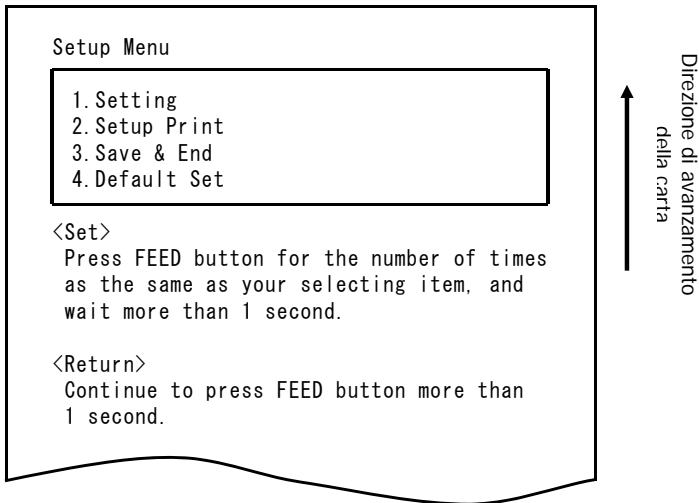 Setup Menu
1.Setting
2.Setup Print
3.Save & End
4.Default Set
<Set>
Press FEED button for the number of times
as the same as your selecting item, and
wait more than 1 second.
<Return>
Continue to press FEED button more than
1 second.
Direzione di avanzamento
della carta